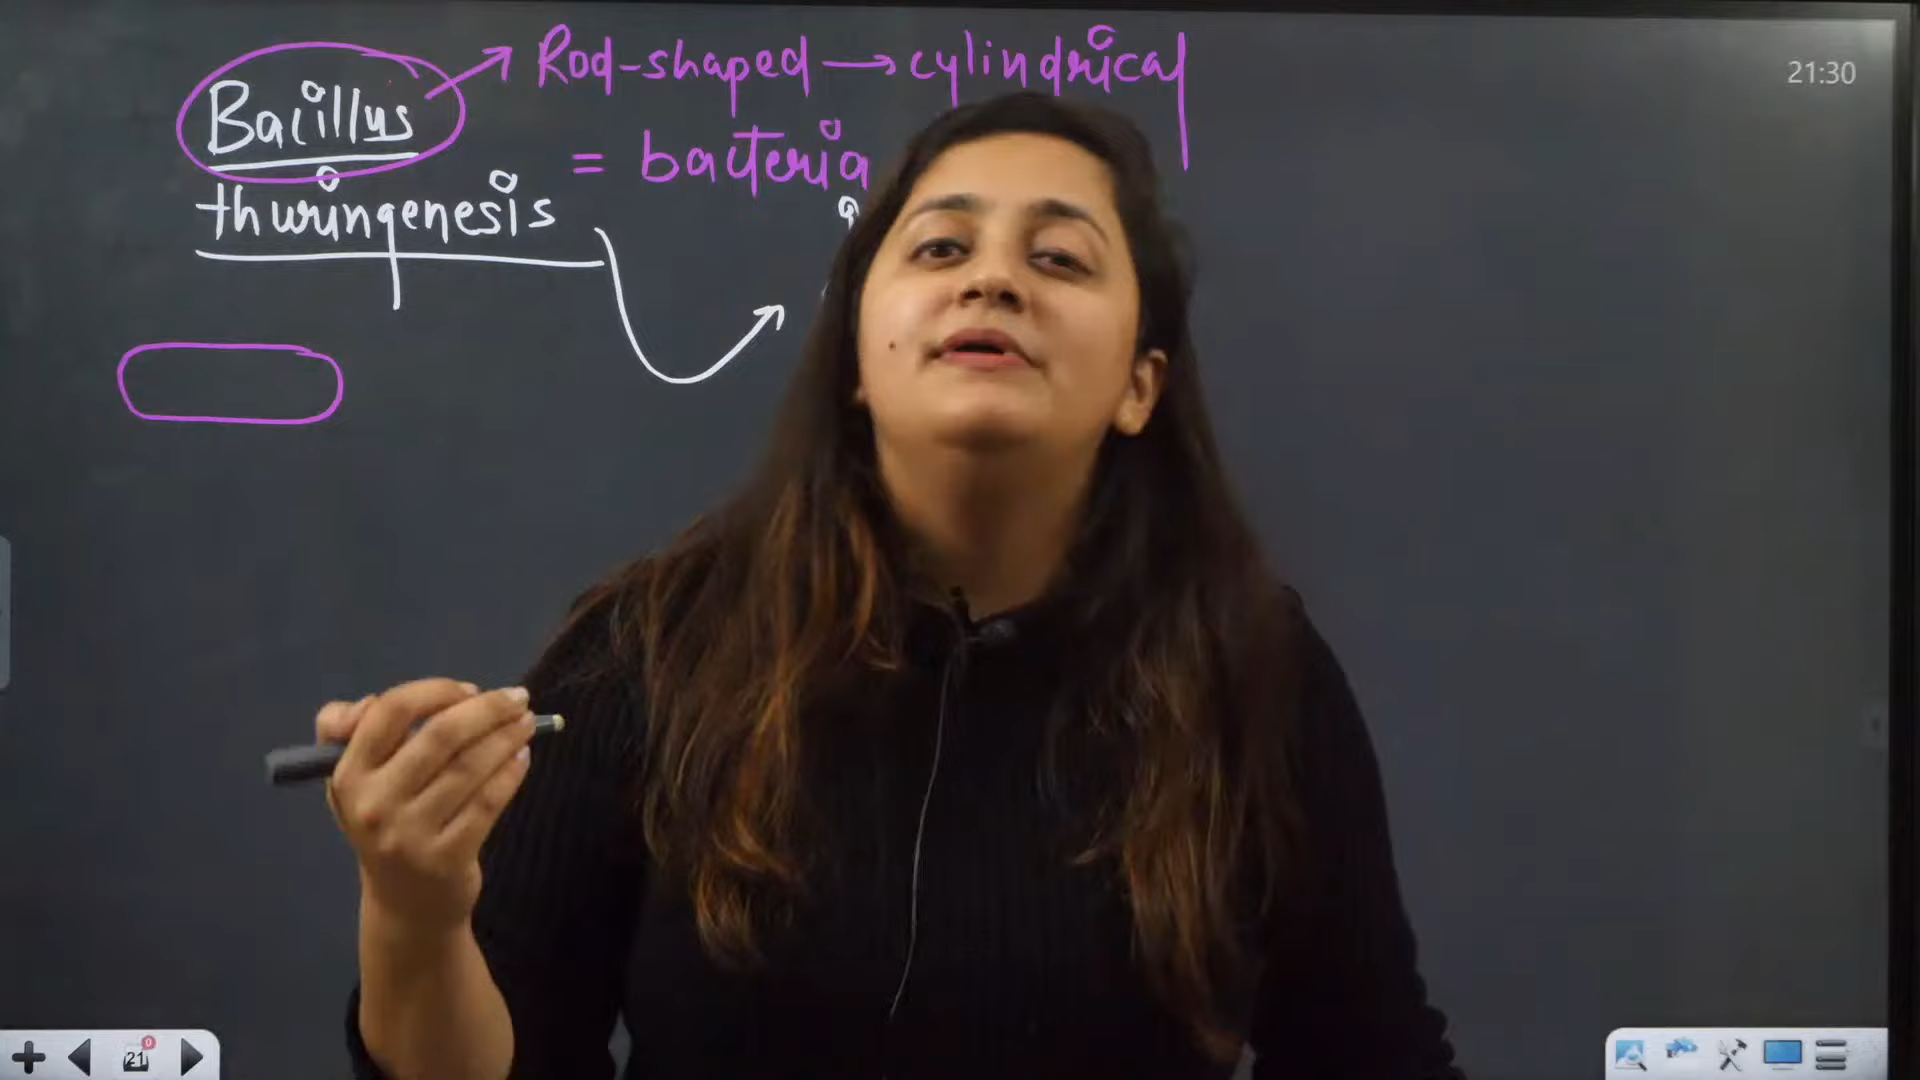 Rod-shaped → cylindrical
Bacillus
= bacteria
thuringenesis
21:30
21